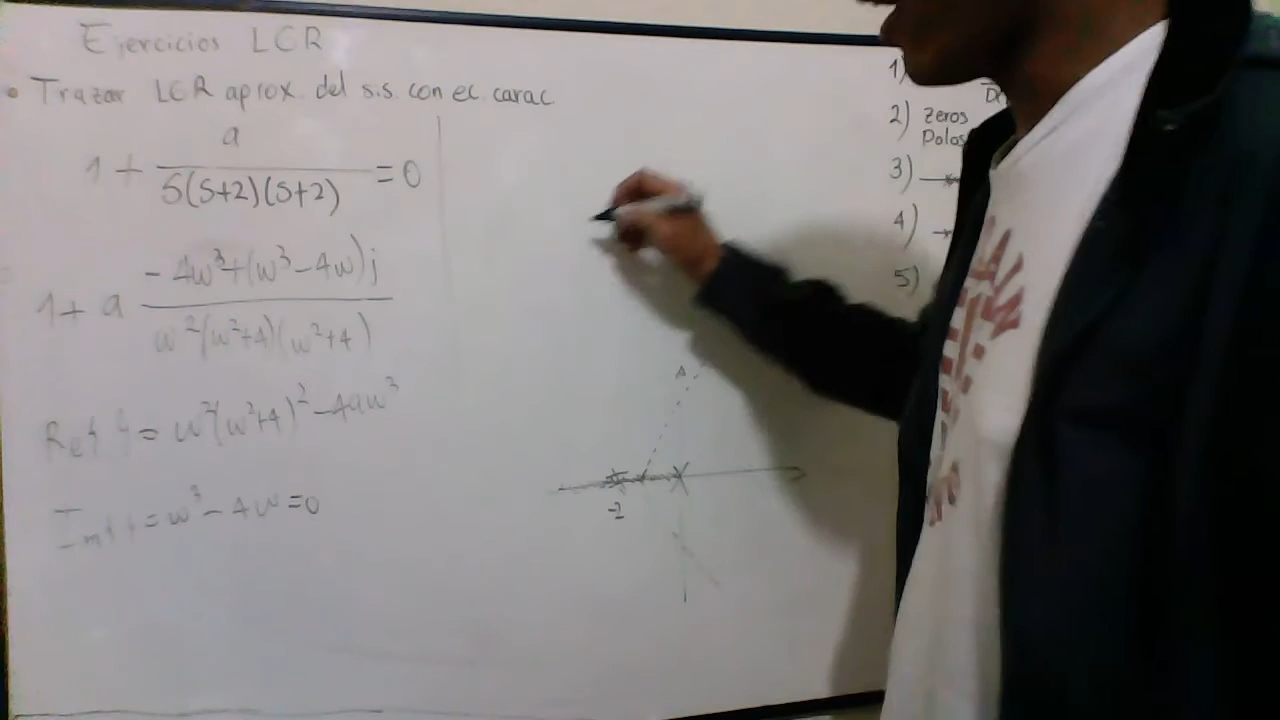 Ejercicios LCR
• Trazar LCR aprox. del s.s. con ec. carac.
a
1 + ――― = 0
S(S+2)(S+2)
-4w³+(w³-4w)j
1 + a ―――
w²(w²+4)(w²+4)
Re{ } = w²(w²+4)² - 4aw³
Im{ } = w³ - 4w = 0
-2
1)
2) Zeros
Polos
3)
4)
5)